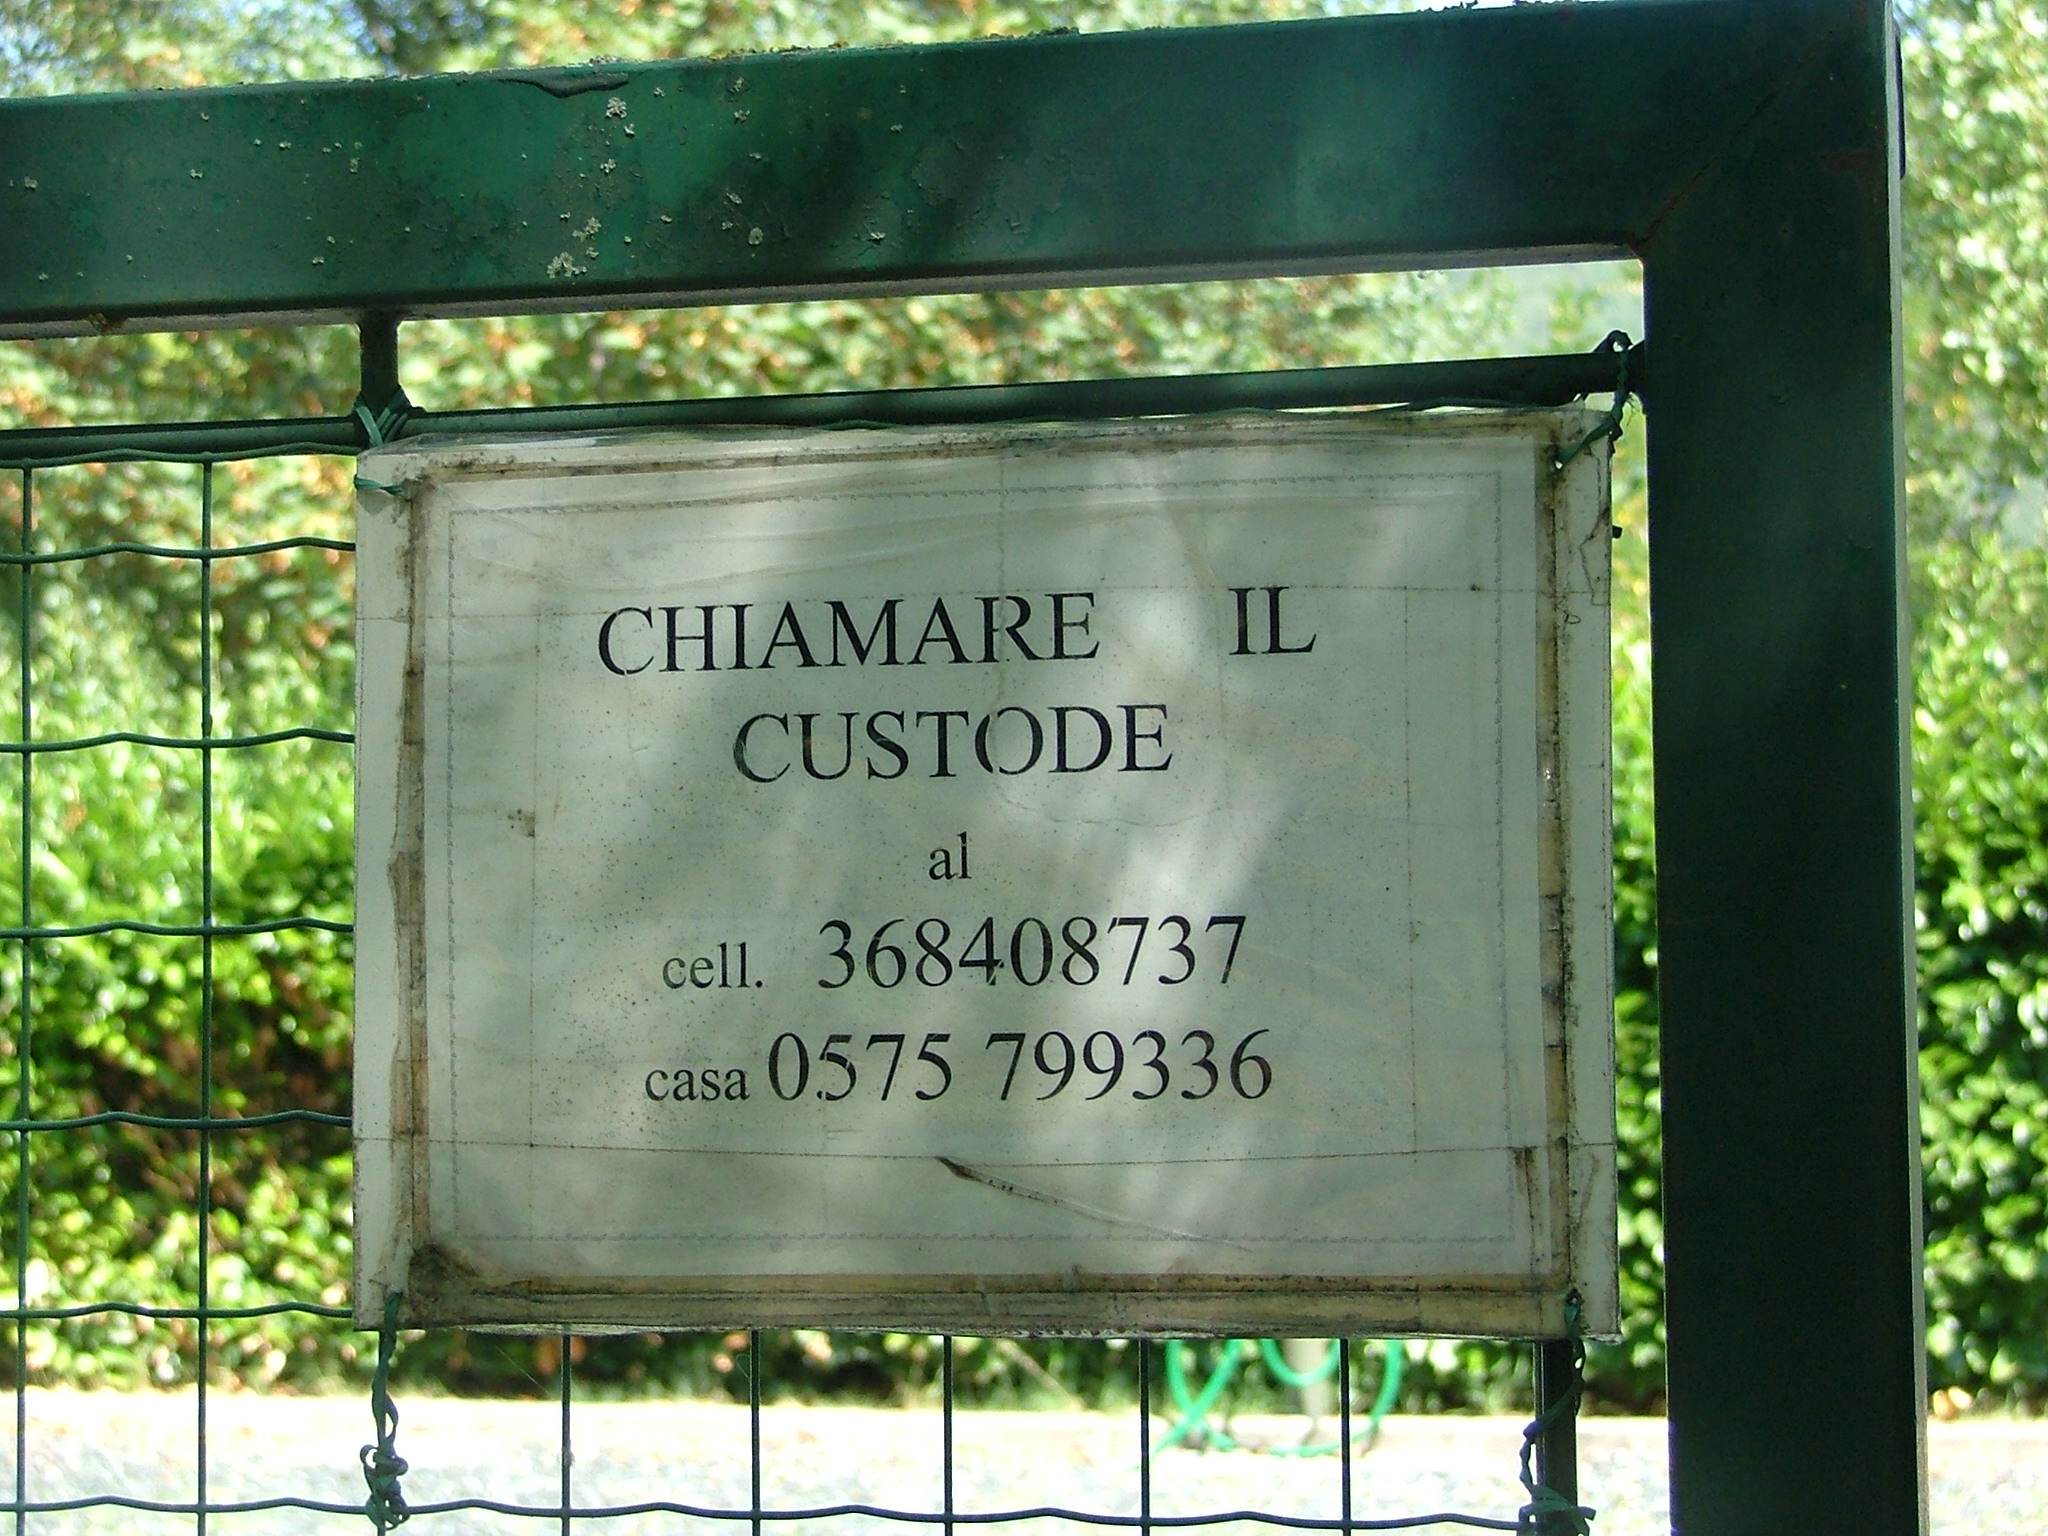 CHIAMARE IL
CUSTODE
al
cell. 368408737
casa 0575 799336